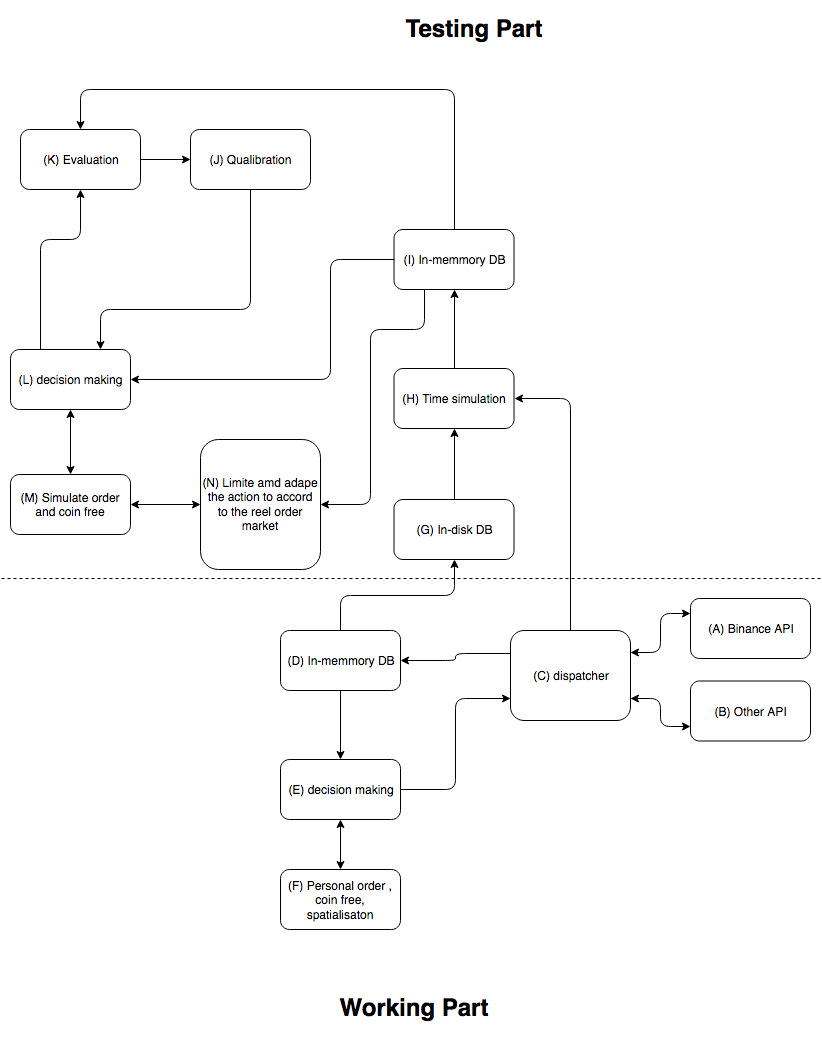 Testing Part
(K) Evaluation
(J) Qualibration
(I) In-memmory DB
(L) decision making
(H) Time simulation
(M) Simulate order
and coin free
(N) Limite amd adape
the action to accord
to the reel order
market
(G) In-disk DB
(A) Binance API
(D) In-memmory DB
(C) dispatcher
(B) Other API
(E) decision making
(F) Personal order ,
coin free,
spatialisaton
Working Part